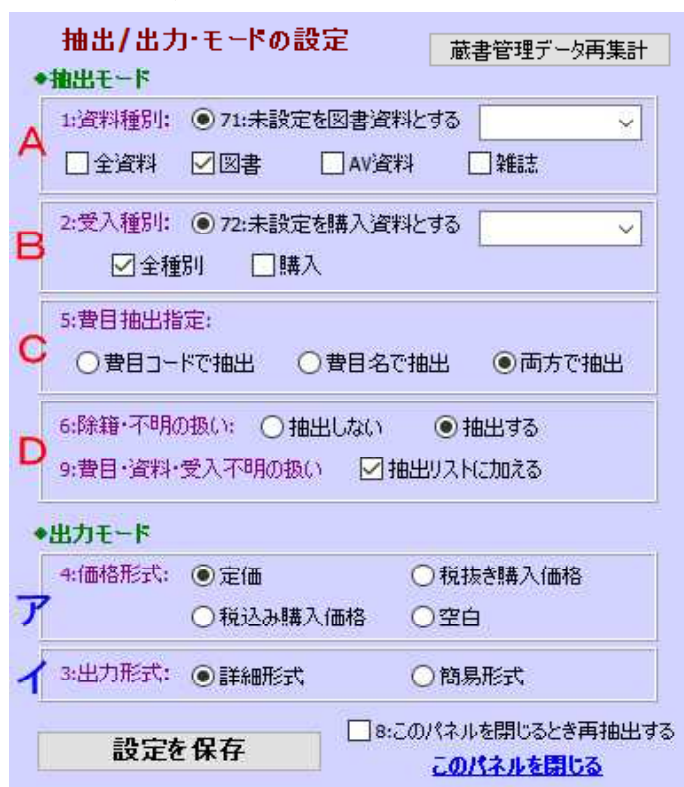 抽出/出力・モードの設定
蔵書管理データ再集計
◆抽出モード
A
1:資料種別: 71:未設定を図書資料とする
全資料 図書 AV資料 雑誌
B
2:受入種別: 72:未設定を購入資料とする
全種別 購入
C
5:費目抽出指定:
費目コードで抽出 費目名で抽出 両方で抽出
D
6:除籍・不明の扱い: 抽出しない 抽出する
9:費目・資料・受入不明の扱い 抽出リストに加える
◆出力モード
ア
4:価格形式: 定価 税抜き購入価格
税込み購入価格 空白
イ
3:出力形式: 詳細形式 簡易形式
設定を保存
8:このパネルを閉じるとき再抽出する
このパネルを閉じる